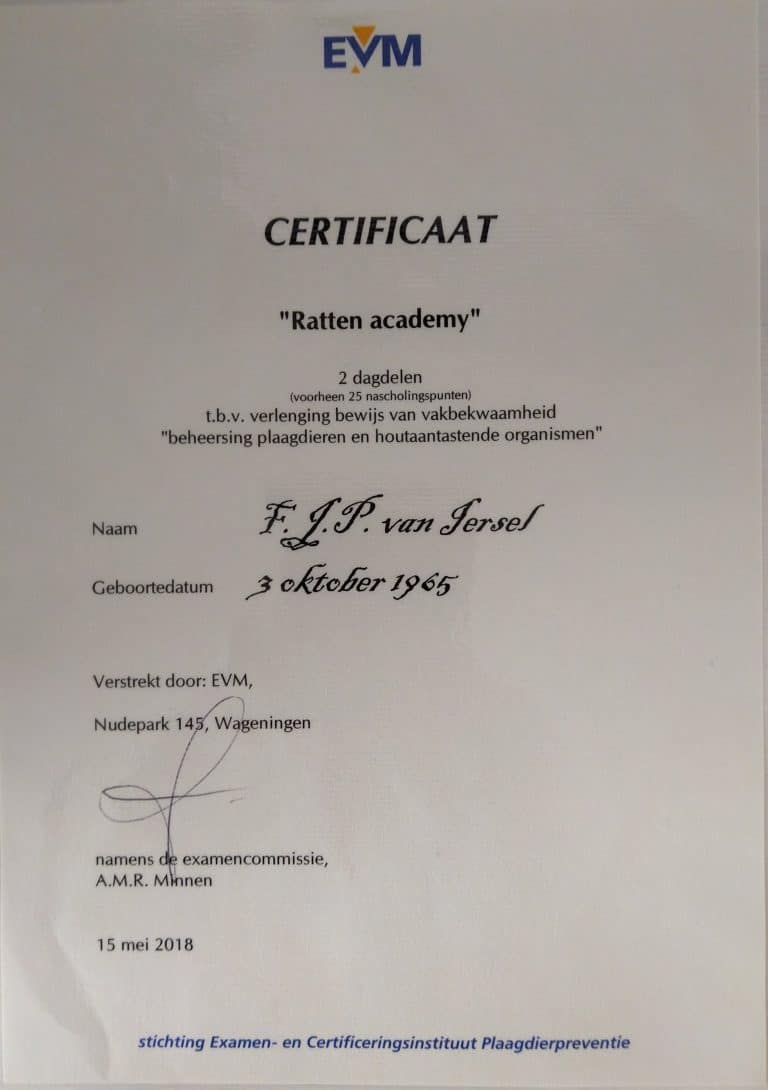 EVM
CERTIFICAAT
"Ratten academy"
2 dagdelen
(voorheen 25 nascholingspunten)
t.b.v. verlenging bewijs van vakbekwaamheid
"beheersing plaagdieren en houtaantastende organismen"
Naam F. J. P. van Iersel
Geboortedatum 3 oktober 1965
Verstrekt door: EVM,
Nudepark 145, Wageningen
namens de examencommissie,
A.M.R. Minnen
15 mei 2018
stichting Examen- en Certificeringsinstituut Plaagdierpreventie